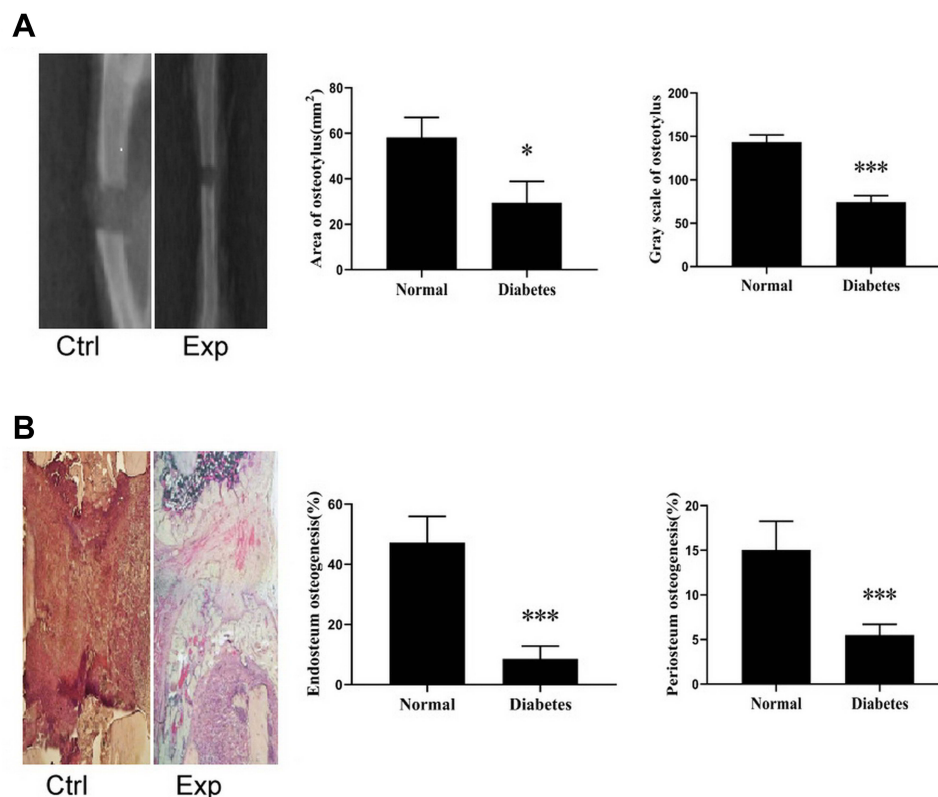 A
Ctrl
Exp
Area of osteotylus(mm²)
80
60
40
20
0
*
Normal
Diabetes
Gray scale of osteotylus
200
150
100
50
0
***
Normal
Diabetes
B
Ctrl
Exp
Endosteum osteogenesis(%)
60
40
20
0
***
Normal
Diabetes
Periosteum osteogenesis(%)
20
15
10
5
0
***
Normal
Diabetes